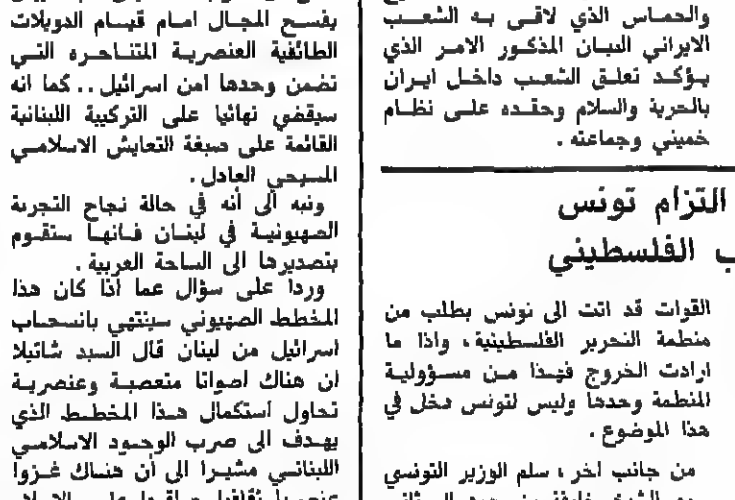 والحماس الذي لاقى به الشعب
الايراني البيان المذكور الامر الذي
يؤكد تعلق الشعب داخل ايران
بالحرية والسلام وحقده على نظام
خميني وجماعته .
التزام تونس
ب الفلسطيني
القوات قد اتت الى تونس بطلب من
منظمة التحرير الفلسطينية ، واذا ما
ارادت الخروج فهذا من مسؤولية
المنظمة وحدها وليس لتونس دخل في
هذا الموضوع .
من جانب اخر ، سلم الوزير التونسي
يفسح المجال امام قيام الدويلات
الطائفية العنصرية المتناحره التي
تضمن وحدها امن اسرائيل .. كما انه
سيقضي نهائيا على التركيبة اللبنانية
القائمة على صيغة التعايش الاسلامي
المسيحي العادل .
ونبه الى أنه في حالة نجاح التجربة
الصهيونية في لبنان فانها ستقوم
بتصديرها الى الساحة العربية .
وردا على سؤال عما اذا كان هذا
المخطط الصهيوني سينتهي بانسحاب
اسرائيل من لبنان قال السيد شاتيلا
ان هناك اصواتا متعصبة وعنصرية
تحاول استكمال هذا المخطط الذي
يهدف الى ضرب الوجود الاسلامي
اللبناني مشيرا الى أن هناك غزوا